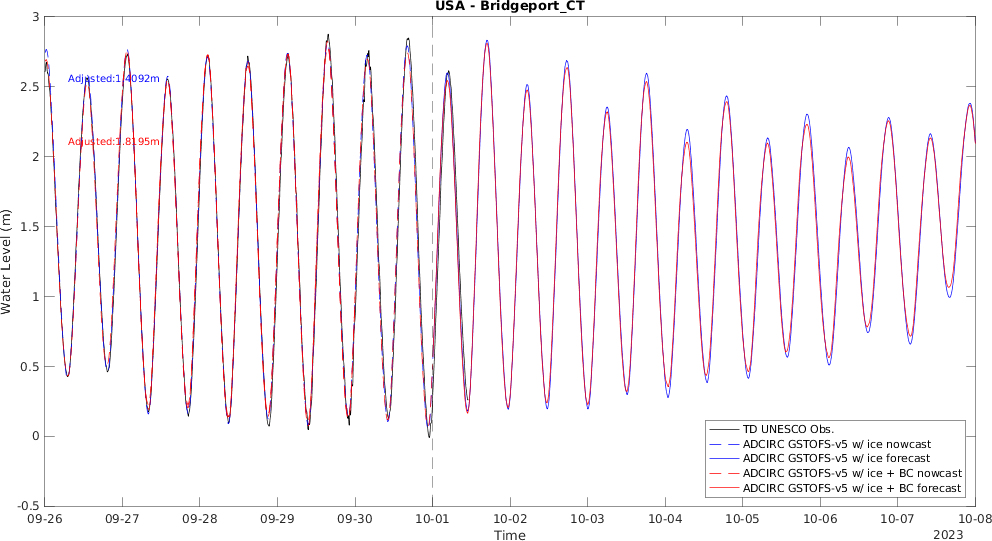 USA - Bridgeport_CT
3
2.5
2
1.5
1
0.5
0
-0.5
Water Level (m)
Adjusted:1.4092m
Adjusted:1.8195m
TD UNESCO Obs.
ADCIRC GSTOFS-v5 w/ ice nowcast
ADCIRC GSTOFS-v5 w/ ice forecast
ADCIRC GSTOFS-v5 w/ ice + BC nowcast
ADCIRC GSTOFS-v5 w/ ice + BC forecast
09-26 09-27 09-28 09-29 09-30 10-01 10-02 10-03 10-04 10-05 10-06 10-07 10-08
Time
2023